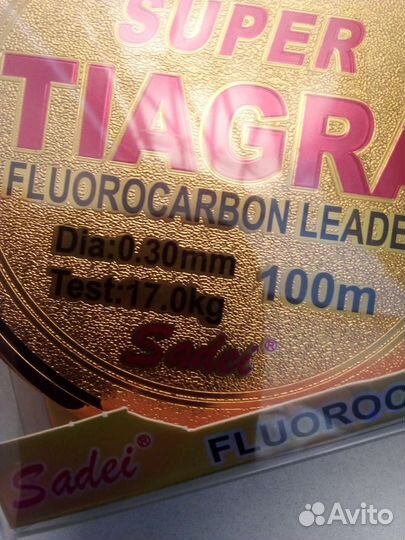 SUPER
TIAGRA
FLUOROCARBON LEADE
Dia:0.30mm
Test:17.0kg
100m
Sadei®
Sadei®
FLUOROC
Avito